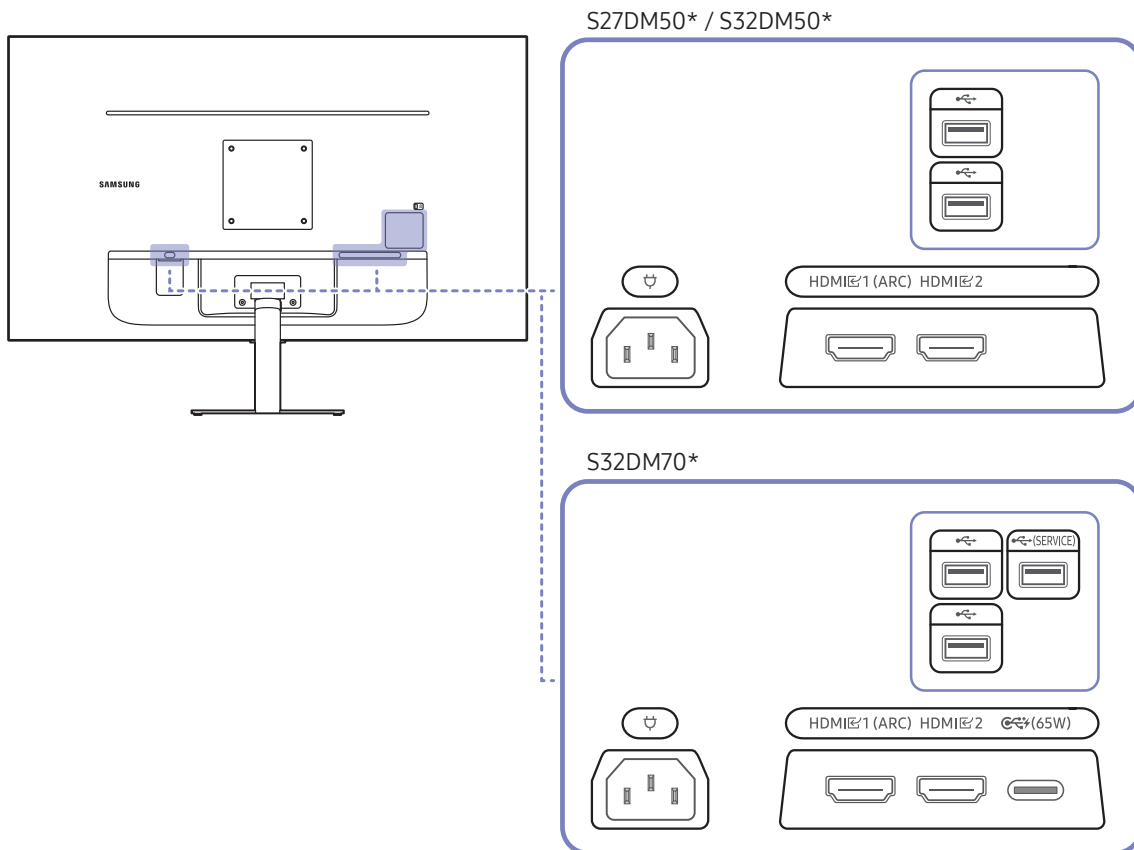 S27DM50* / S32DM50*
SAMSUNG
HDMI 1 (ARC) HDMI 2
S32DM70*
(SERVICE)
HDMI 1 (ARC) HDMI 2 (65W)